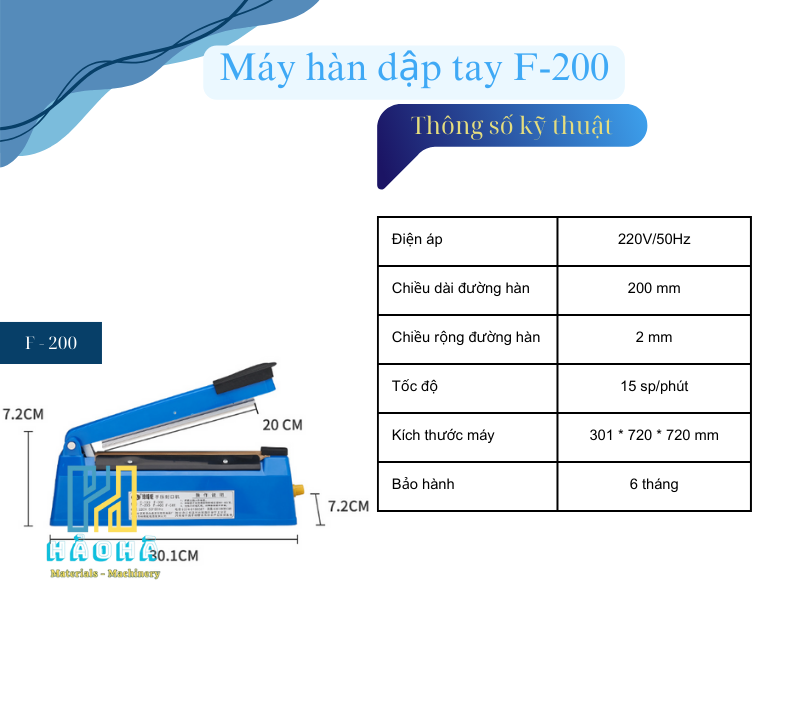 Máy hàn dập tay F-200
Thông số kỹ thuật
Điện áp 220V/50Hz
Chiều dài đường hàn 200 mm
Chiều rộng đường hàn 2 mm
Tốc độ 15 sp/phút
Kích thước máy 301 * 720 * 720 mm
Bảo hành 6 tháng
F - 200
7.2CM
20 CM
7.2CM
30.1CM
HÀOHÀ
Materials - Machinery